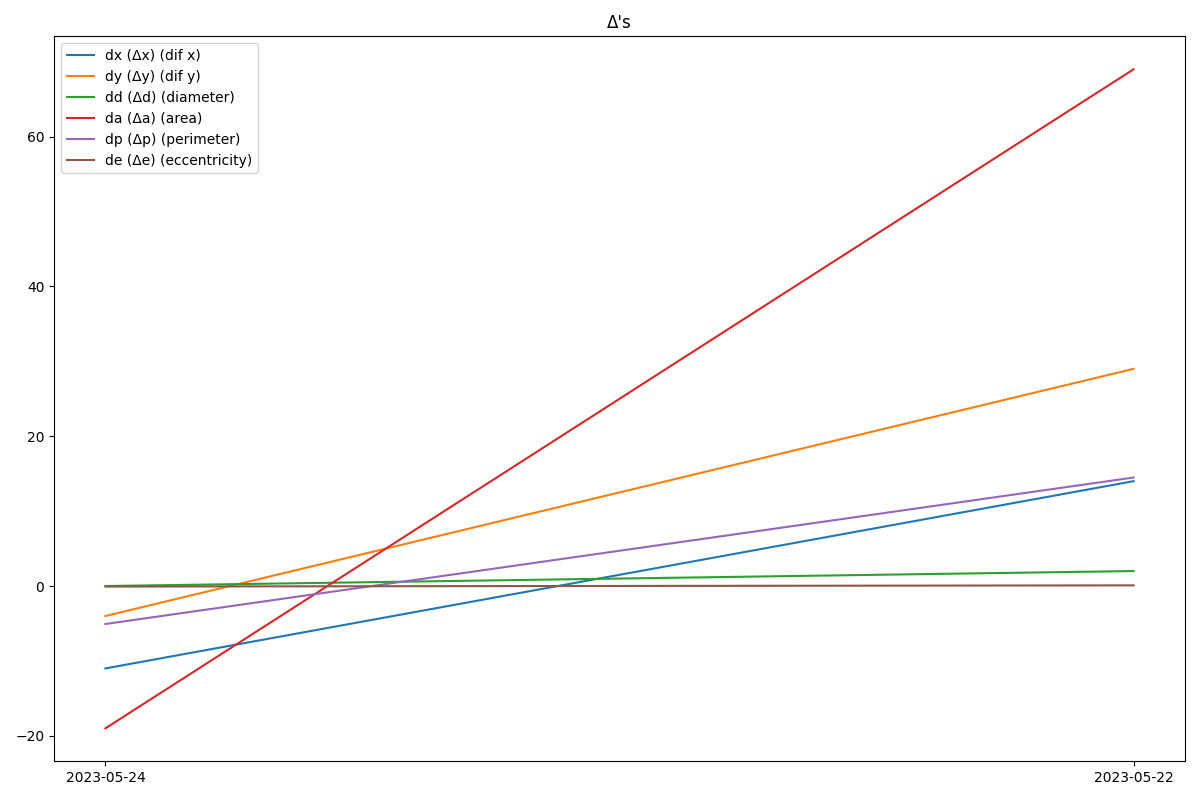 Δ's
dx (Δx) (dif x)
dy (Δy) (dif y)
dd (Δd) (diameter)
da (Δa) (area)
dp (Δp) (perimeter)
de (Δe) (eccentricity)
60
40
20
0
−20
2023-05-24
2023-05-22